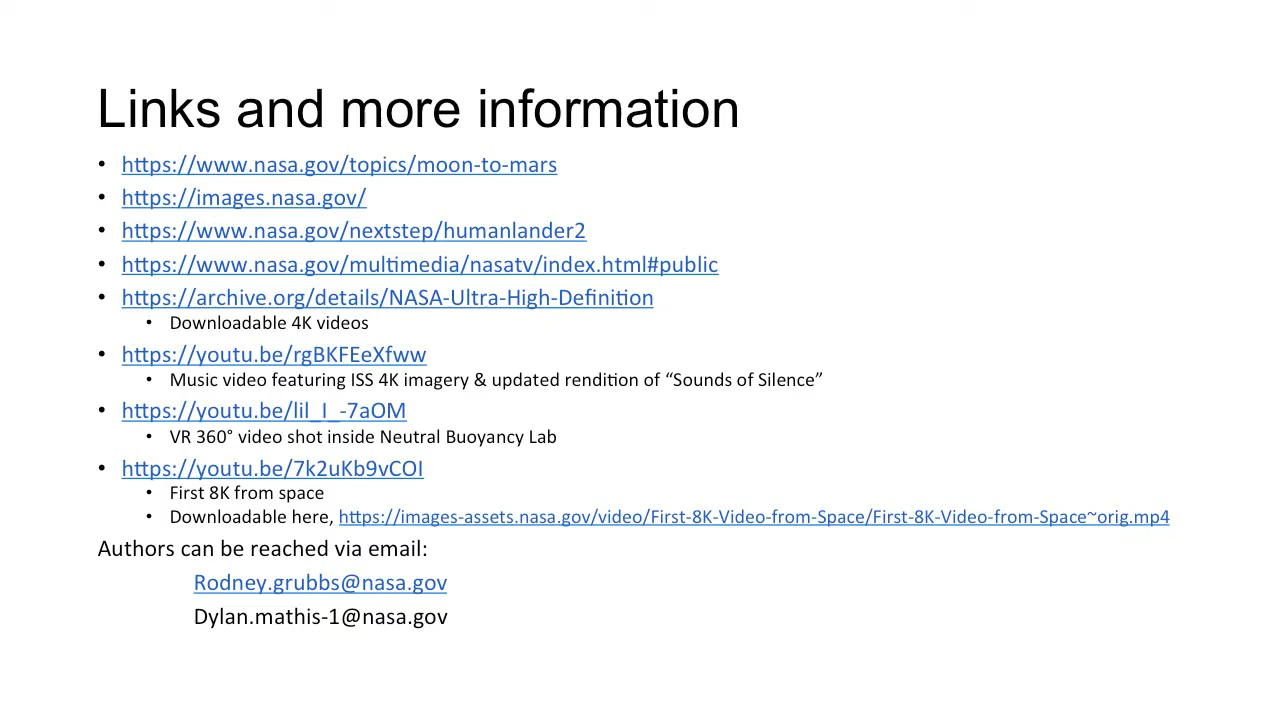 Links and more information
• https://www.nasa.gov/topics/moon-to-mars
• https://images.nasa.gov/
• https://www.nasa.gov/nextstep/humanlander2
• https://www.nasa.gov/multimedia/nasatv/index.html#public
• https://archive.org/details/NASA-Ultra-High-Definition
• Downloadable 4K videos
• https://youtu.be/rgBKFEeXfww
• Music video featuring ISS 4K imagery & updated rendition of “Sounds of Silence”
• https://youtu.be/lil_I_-7aOM
• VR 360° video shot inside Neutral Buoyancy Lab
• https://youtu.be/7k2uKb9vCOI
• First 8K from space
• Downloadable here, https://images-assets.nasa.gov/video/First-8K-Video-from-Space/First-8K-Video-from-Space~orig.mp4
Authors can be reached via email:
Rodney.grubbs@nasa.gov
Dylan.mathis-1@nasa.gov